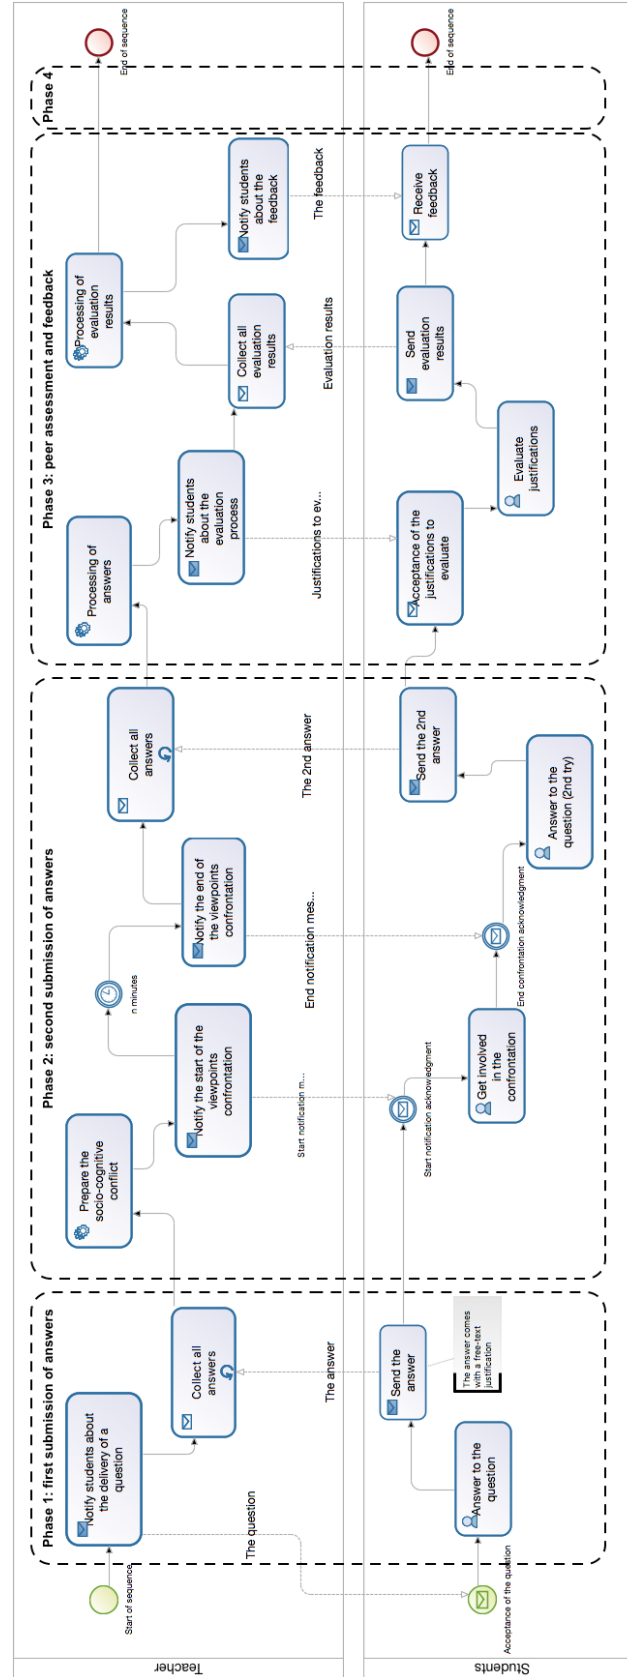 Teacher
Students
Start of sequence
Phase 1: first submission of answers
Notify students about
the delivery of a
question
Collect all
answers
The question
The answer
Acceptance of the question
Answer to the
question
Send the
answer
The answer comes
with a free-text
justification
Phase 2: second submission of answers
Prepare the
socio-cognitive
conflict
Notify the start of the
viewpoints
confrontation
n minutes
Notify the end of
the viewpoints
confrontation
Collect all
answers
Start notification m...
End notification mes...
The 2nd answer
Start notification acknowledgment
Get involved
in the
confrontation
End confrontation acknowledgment
Answer to the
question (2nd try)
Send the 2nd
answer
Phase 3: peer assessment and feedback
Processing of
answers
Notify students
about the
evaluation
process
Collect all
evaluation
results
Processing of
evaluation
results
Notify students
about the
feedback
Justifications to ev...
Evaluation results
The feedback
Acceptance of the
justifications to
evaluate
Evaluate
justifications
Send
evaluation
results
Receive
feedback
Phase 4
End of sequence
End of sequence